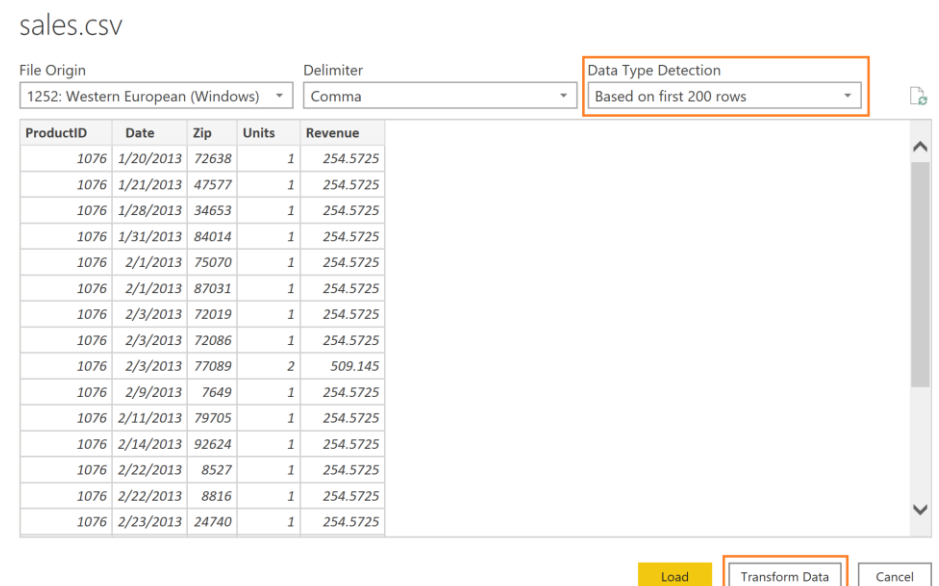 sales.csv
File Origin Delimiter Data Type Detection
1252: Western European (Windows) Comma Based on first 200 rows
ProductID Date Zip Units Revenue
1076 1/20/2013 72638 1 254.5725
1076 1/21/2013 47577 1 254.5725
1076 1/28/2013 34653 1 254.5725
1076 1/31/2013 84014 1 254.5725
1076 2/1/2013 75070 1 254.5725
1076 2/1/2013 87031 1 254.5725
1076 2/3/2013 72019 1 254.5725
1076 2/3/2013 72086 1 254.5725
1076 2/3/2013 77089 2 509.145
1076 2/9/2013 7649 1 254.5725
1076 2/11/2013 79705 1 254.5725
1076 2/14/2013 92624 1 254.5725
1076 2/22/2013 8527 1 254.5725
1076 2/22/2013 8816 1 254.5725
1076 2/23/2013 24740 1 254.5725
Load Transform Data Cancel